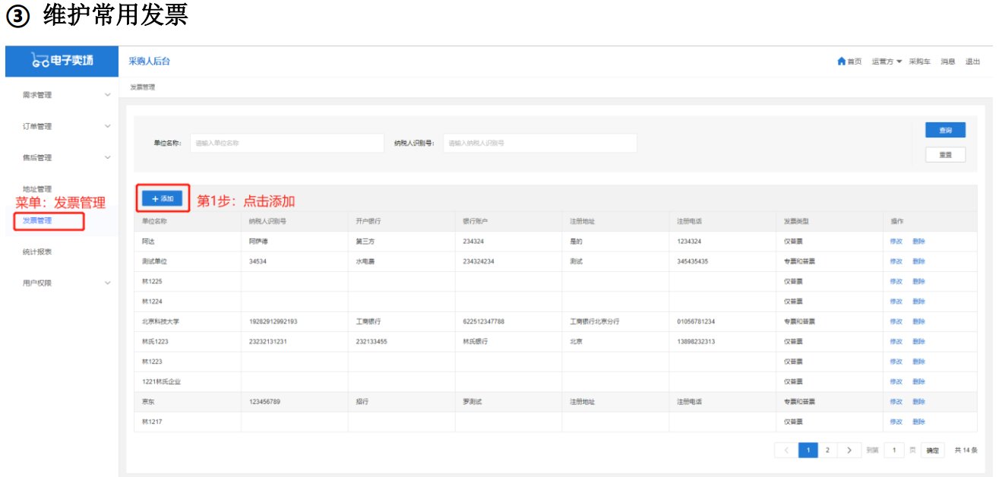 ③ 维护常用发票
电子卖场
采购人后台
首页 运营方 采购车 消息 退出
需求管理
订单管理
售后管理
地址管理
菜单：发票管理
发票管理
统计报表
用户权限
发票管理
单位名称： 请输入单位名称 纳税人识别号： 请输入纳税人识别号
查询
重置
+ 添加 第1步：点击添加
单位名称 纳税人识别号 开户银行 银行账户 注册地址 注册电话 发票类型 操作
阿达 阿萨德 第三方 234324 是的 1234324 仅普票 修改 删除
测试单位 34534 水电费 234324234 测试 345435435 专票和普票 修改 删除
林1225 仅普票 修改 删除
林1224 仅普票 修改 删除
北京科技大学 19282912992193 工商银行 622512347788 工商银行北京分行 01056781234 专票和普票 修改 删除
林氏1223 23232131231 232133455 林氏银行 北京 13898232313 仅普票 修改 删除
林1223 仅普票 修改 删除
1221林氏企业 仅普票 修改 删除
京东 123456789 招行 罗测试 注册地址 注册电话 专票和普票 修改 删除
林1217 仅普票 修改 删除
< 1 2 > 到第 1 页 确定 共 14 条